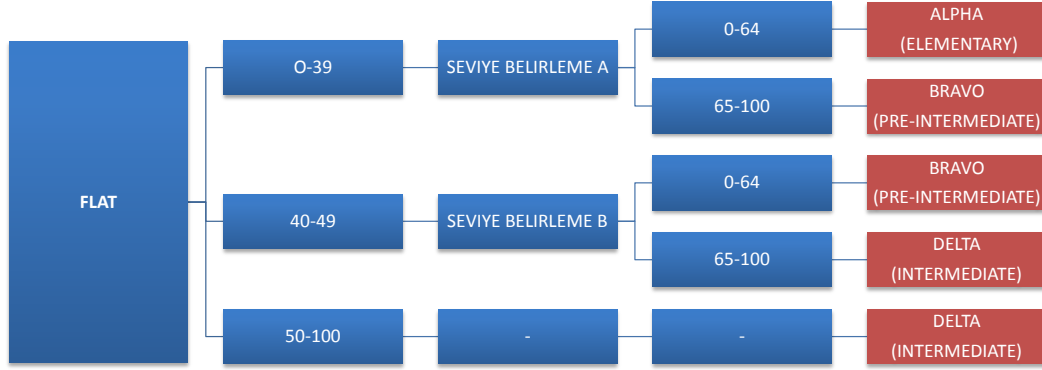 FLAT
O-39
SEVIYE BELIRLEME A
0-64
ALPHA
(ELEMENTARY)
65-100
BRAVO
(PRE-INTERMEDIATE)
40-49
SEVIYE BELIRLEME B
0-64
BRAVO
(PRE-INTERMEDIATE)
65-100
DELTA
(INTERMEDIATE)
50-100
-
-
DELTA
(INTERMEDIATE)